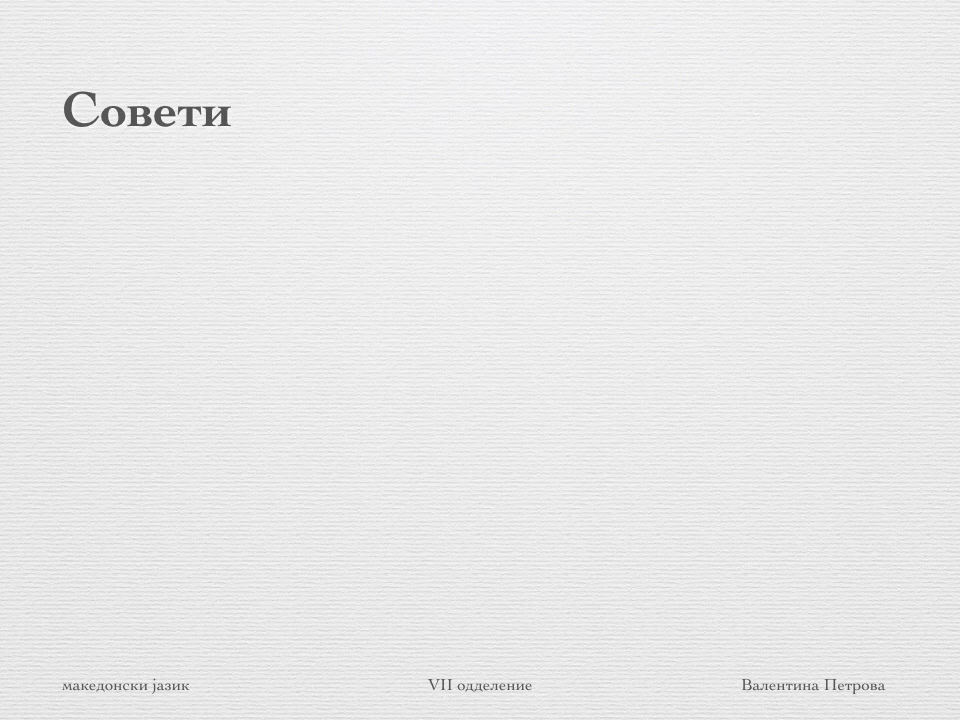 Совети
македонски јазик
VII одделение
Валентина Петрова